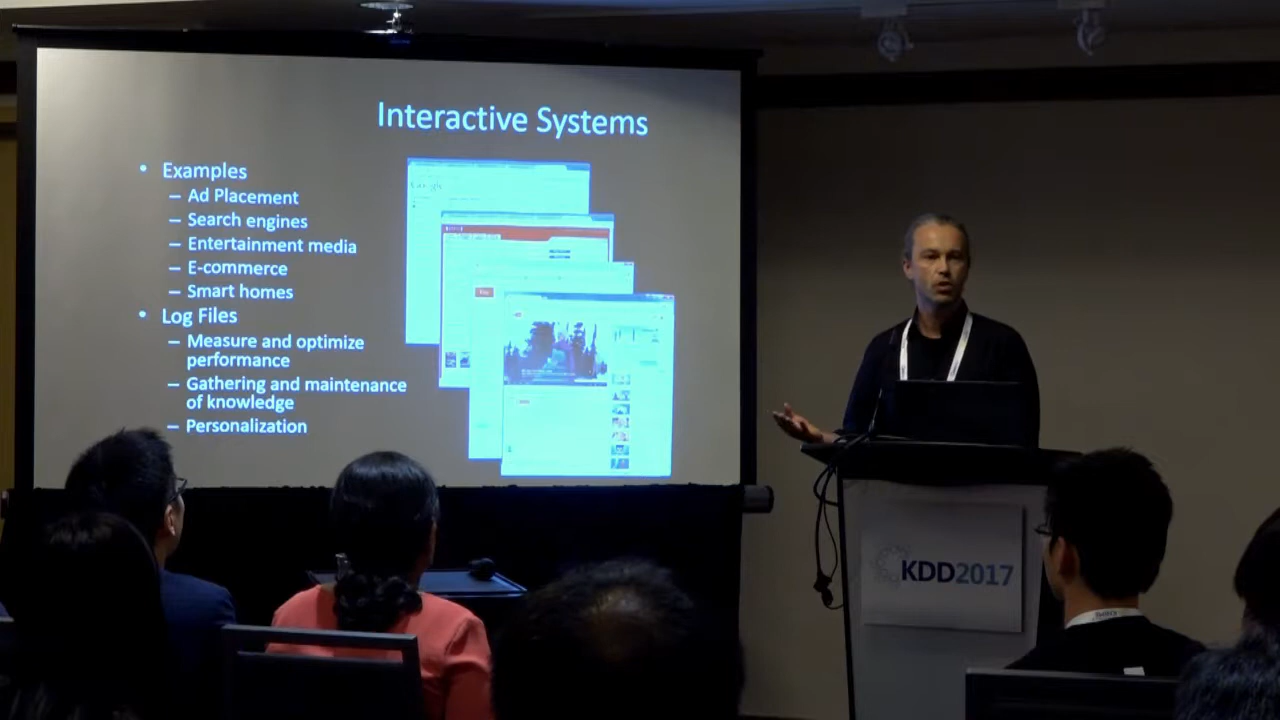 Interactive Systems
• Examples
– Ad Placement
– Search engines
– Entertainment media
– E-commerce
– Smart homes
• Log Files
– Measure and optimize
performance
– Gathering and maintenance
of knowledge
– Personalization
KDD2017